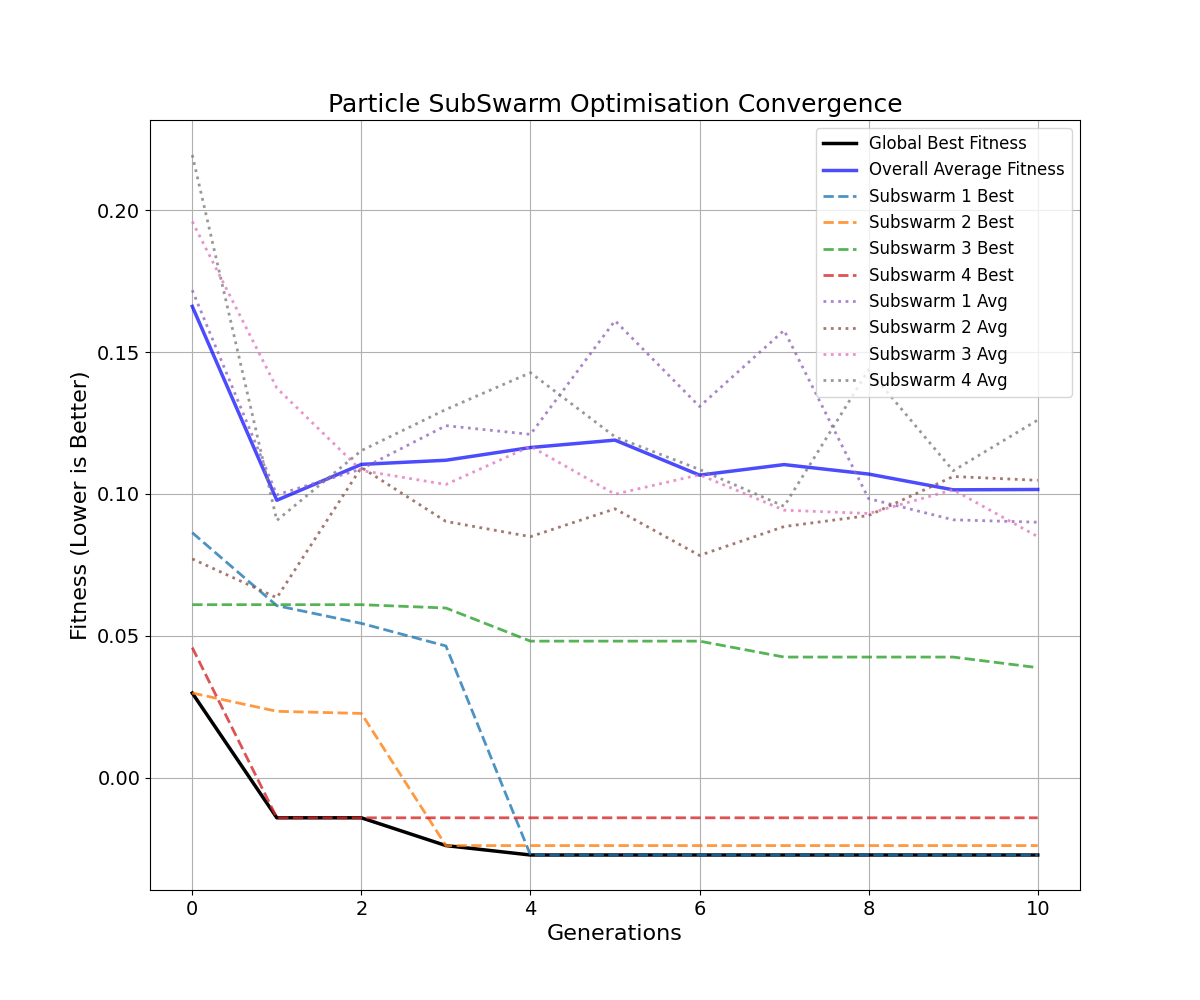 Particle SubSwarm Optimisation Convergence
Fitness (Lower is Better)
0.20
0.15
0.10
0.05
0.00
Global Best Fitness
Overall Average Fitness
Subswarm 1 Best
Subswarm 2 Best
Subswarm 3 Best
Subswarm 4 Best
Subswarm 1 Avg
Subswarm 2 Avg
Subswarm 3 Avg
Subswarm 4 Avg
0 2 4 6 8 10
Generations